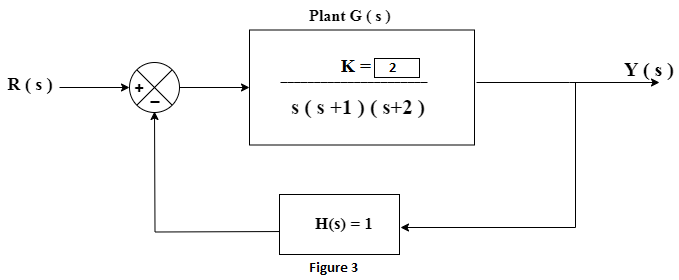 Plant G ( s )
K = 2
R ( s )
+
−
s ( s +1 ) ( s+2 )
Y ( s )
H(s) = 1
Figure 3